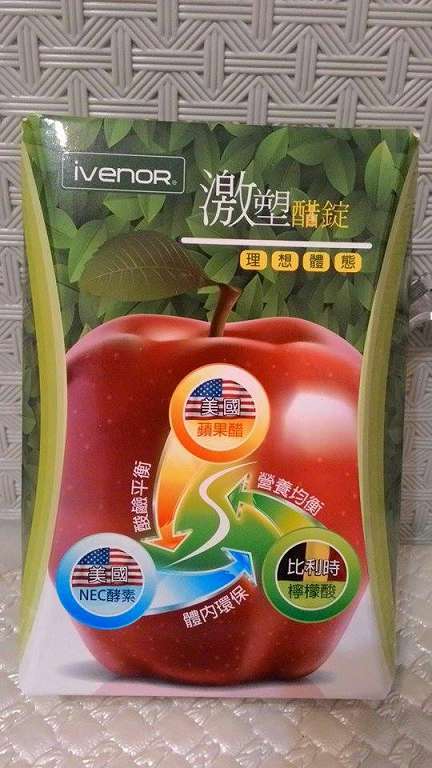 ivenor®
激塑醋錠
理想體態
美國
蘋果醋
酸鹼平衡
營養均衡
美國
NEC酵素
比利時
檸檬酸
體內環保